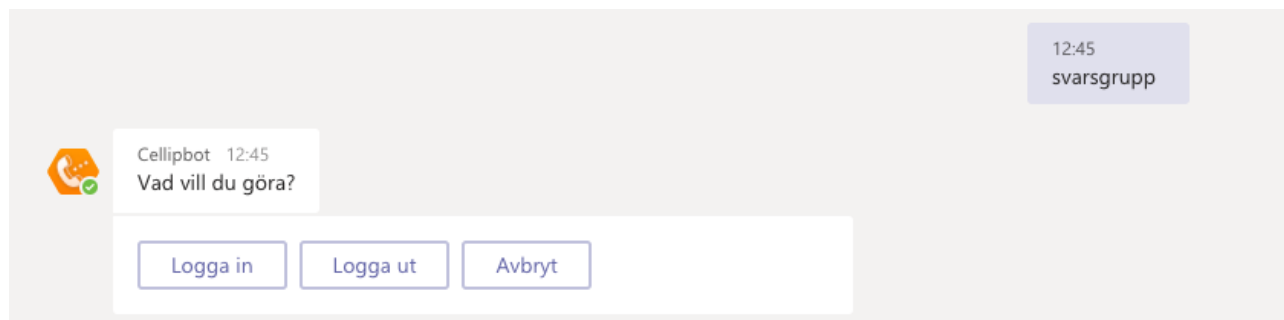 12:45
svarsgrupp
Cellipbot 12:45
Vad vill du göra?
Logga in Logga ut Avbryt